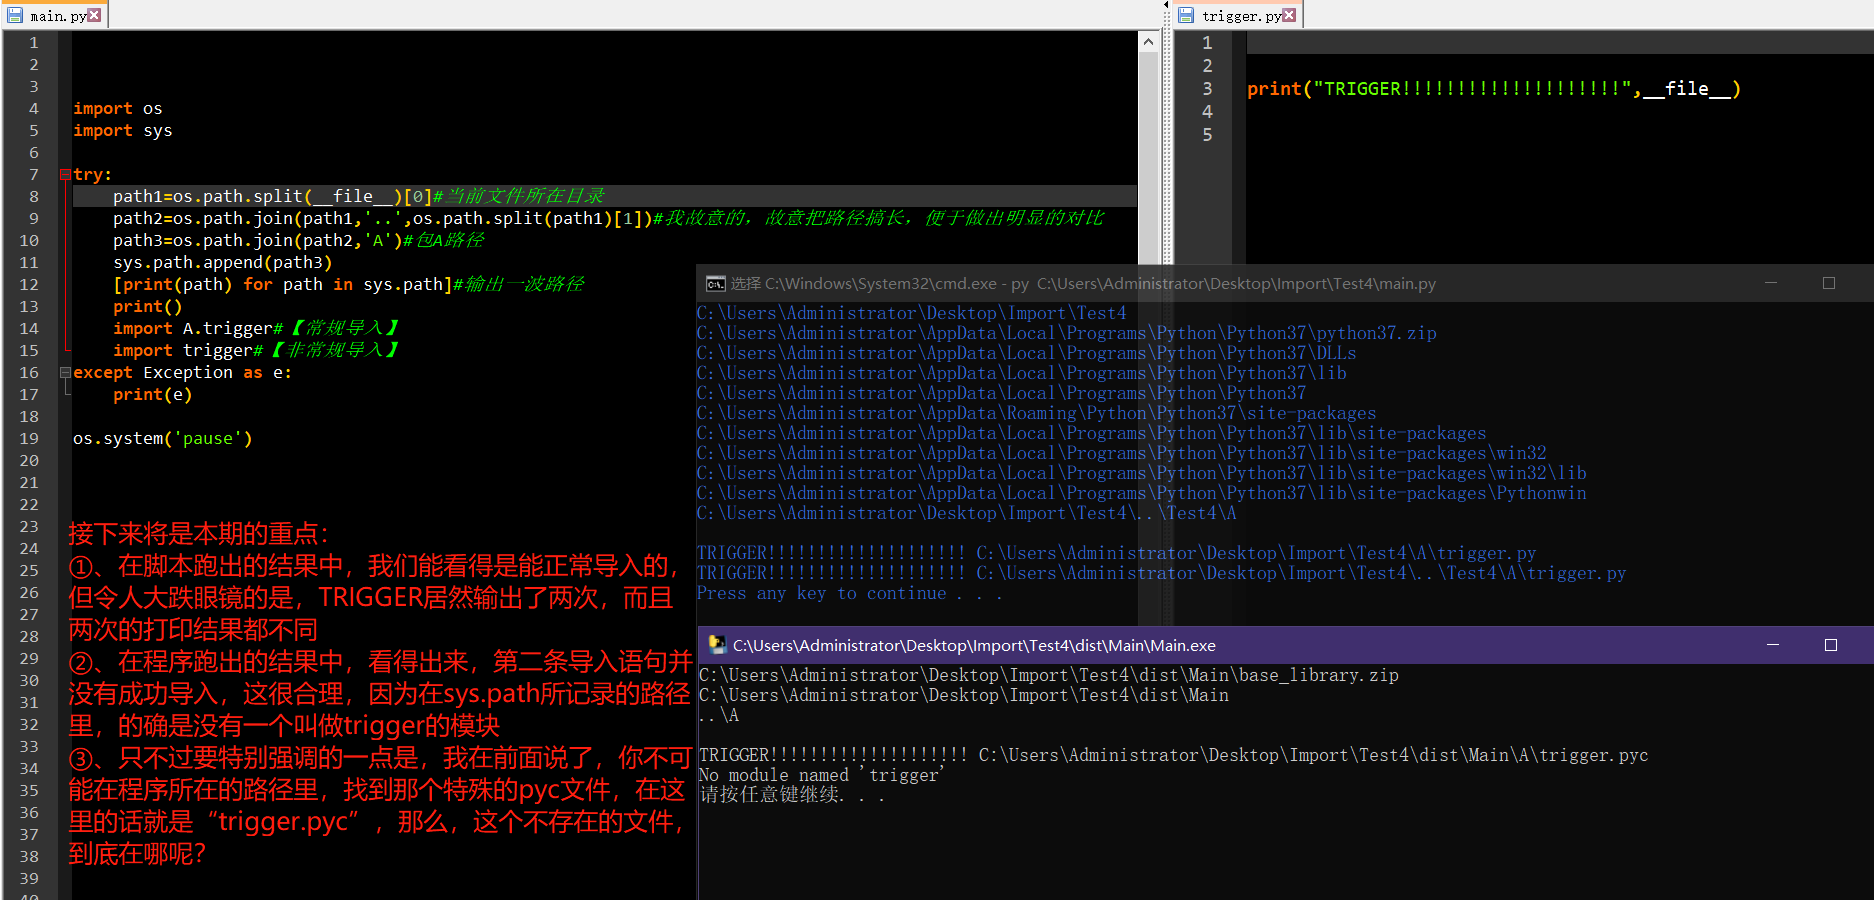 main.py
1
2
3
4 import os
5 import sys
6
7 try:
8 path1=os.path.split(__file__)[0]#当前文件所在目录
9 path2=os.path.join(path1,'..',os.path.split(path1)[1])#我故意的，故意把路径搞长，便于做出明显的对比
10 path3=os.path.join(path2,'A')#包A路径
11 sys.path.append(path3)
12 [print(path) for path in sys.path]#输出一波路径
13 print()
14 import A.trigger#【常规导入】
15 import trigger#【非常规导入】
16 except Exception as e:
17 print(e)
18
19 os.system('pause')
20
21
22
23
24
25
26
27
28
29
30
31
32
33
34
35
36
37
38
39
40
接下来将是本期的重点：
①、在脚本跑出的结果中，我们能看得是能正常导入的，
但令人大跌眼镜的是，TRIGGER居然输出了两次，而且
两次的打印结果都不同
②、在程序跑出的结果中，看得出来，第二条导入语句并
没有成功导入，这很合理，因为在sys.path所记录的路径
里，的确是没有一个叫做trigger的模块
③、只不过要特别强调的一点是，我在前面说了，你不可
能在程序所在的路径里，找到那个特殊的pyc文件，在这
里的话就是“trigger.pyc”，那么，这个不存在的文件，
到底在哪呢？
trigger.py
1
2
3 print("TRIGGER!!!!!!!!!!!!!!!!!!!!",__file__)
4
5
选择 C:\Windows\System32\cmd.exe - py C:\Users\Administrator\Desktop\Import\Test4\main.py
C:\Users\Administrator\Desktop\Import\Test4
C:\Users\Administrator\AppData\Local\Programs\Python\Python37\python37.zip
C:\Users\Administrator\AppData\Local\Programs\Python\Python37\DLLs
C:\Users\Administrator\AppData\Local\Programs\Python\Python37\lib
C:\Users\Administrator\AppData\Local\Programs\Python\Python37
C:\Users\Administrator\AppData\Roaming\Python\Python37\site-packages
C:\Users\Administrator\AppData\Local\Programs\Python\Python37\lib\site-packages
C:\Users\Administrator\AppData\Local\Programs\Python\Python37\lib\site-packages\win32
C:\Users\Administrator\AppData\Local\Programs\Python\Python37\lib\site-packages\win32\lib
C:\Users\Administrator\AppData\Local\Programs\Python\Python37\lib\site-packages\Pythonwin
C:\Users\Administrator\Desktop\Import\Test4\..\Test4\A
TRIGGER!!!!!!!!!!!!!!!!!!!! C:\Users\Administrator\Desktop\Import\Test4\A\trigger.py
TRIGGER!!!!!!!!!!!!!!!!!!!! C:\Users\Administrator\Desktop\Import\Test4\..\Test4\A\trigger.py
Press any key to continue . . .
C:\Users\Administrator\Desktop\Import\Test4\dist\Main\Main.exe
C:\Users\Administrator\Desktop\Import\Test4\dist\Main\base_library.zip
C:\Users\Administrator\Desktop\Import\Test4\dist\Main
..\A
TRIGGER!!!!!!!!!!!!!!!!!!!! C:\Users\Administrator\Desktop\Import\Test4\dist\Main\A\trigger.pyc
No module named 'trigger'
请按任意键继续. . .